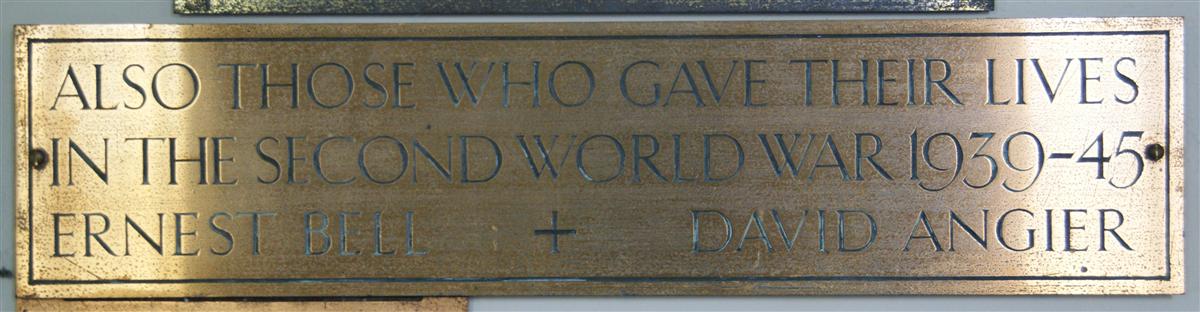 ALSO THOSE WHO GAVE THEIR LIVES
IN THE SECOND WORLD WAR 1939-45
ERNEST BELL + DAVID ANGIER